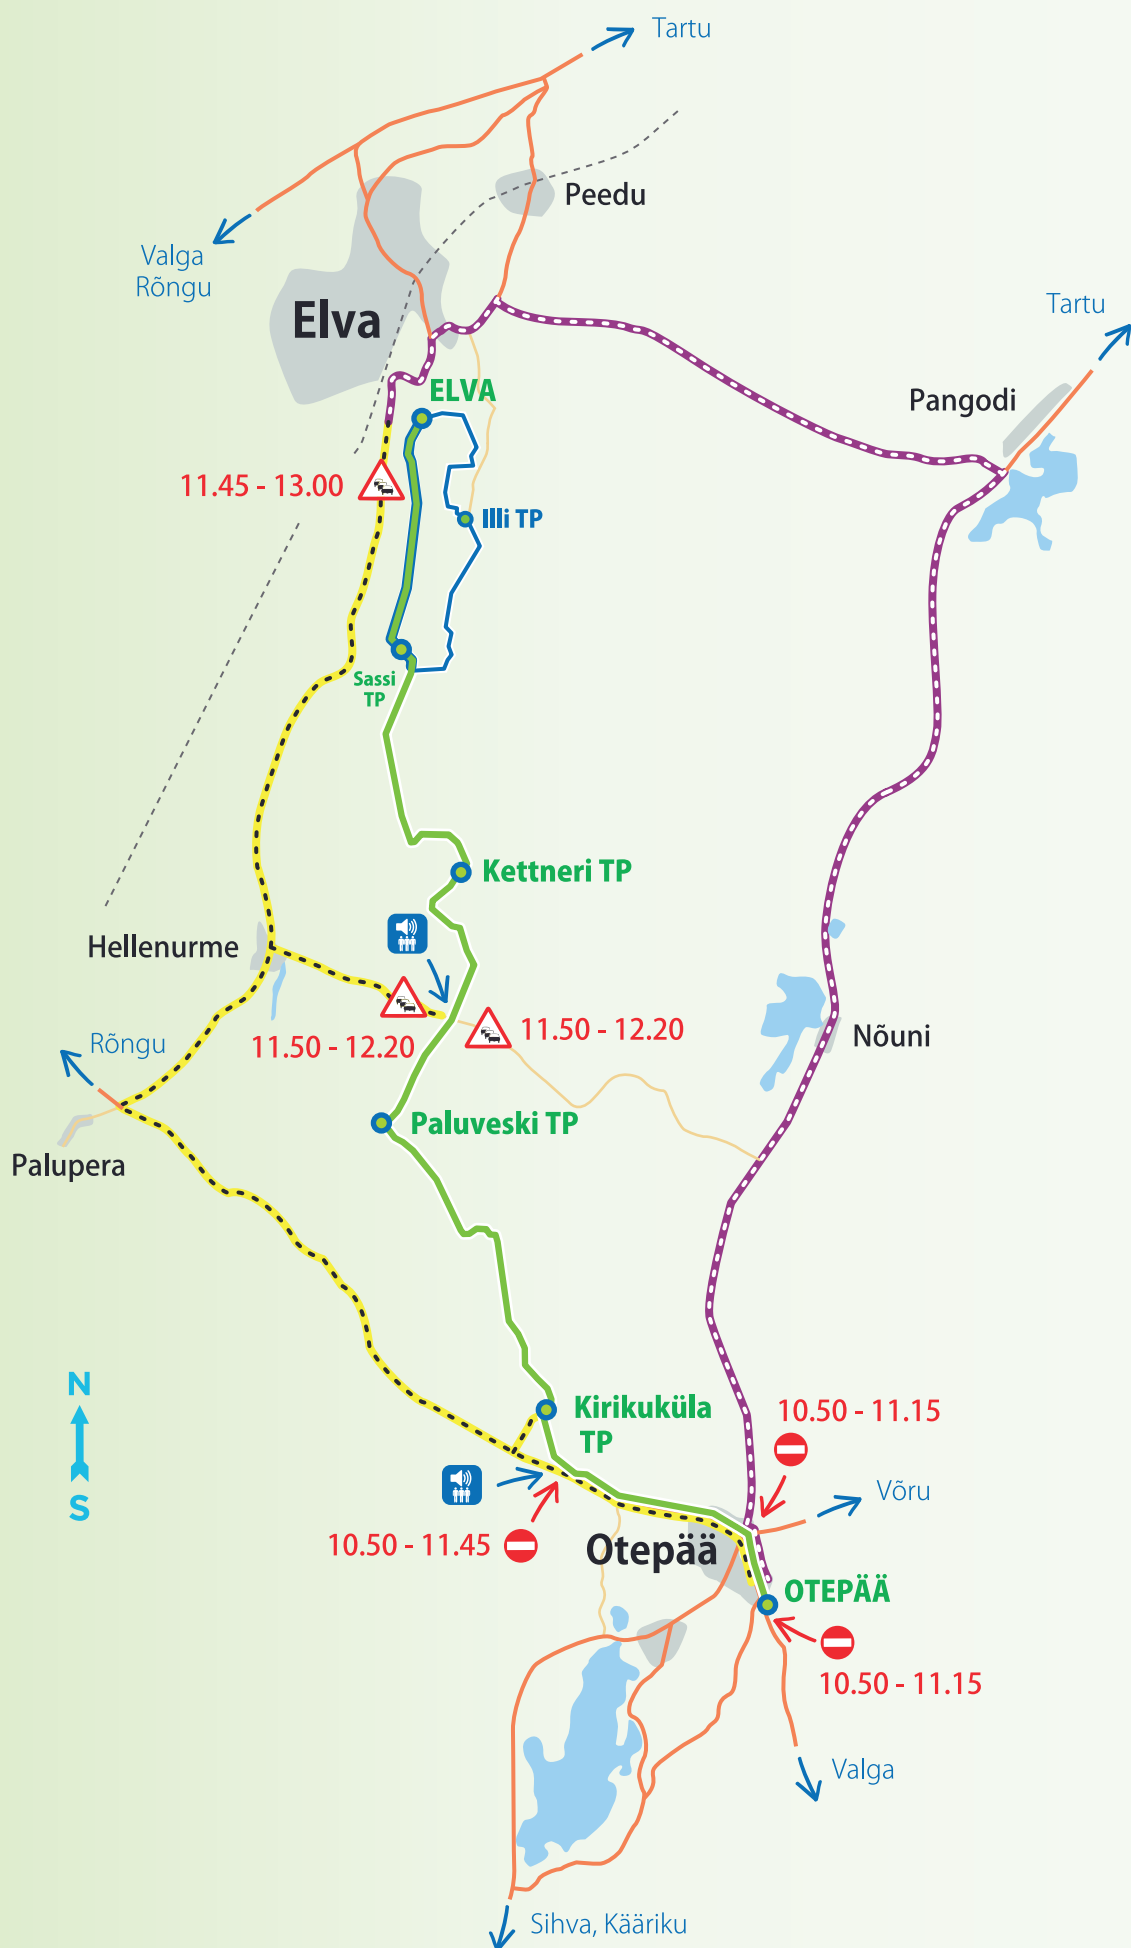 Tartu
Peedu
Valga
Rõngu
Elva
Tartu
Pangodi
ELVA
11.45 - 13.00
Illi TP
Sassi
TP
Kettneri TP
Hellenurme
11.50 - 12.20
11.50 - 12.20
Rõngu
Nõuni
Paluveski TP
Palupera
N
S
Kirikuküla
TP
10.50 - 11.15
Võru
10.50 - 11.45
Otepää
OTEPÄÄ
10.50 - 11.15
Valga
Sihva, Kääriku